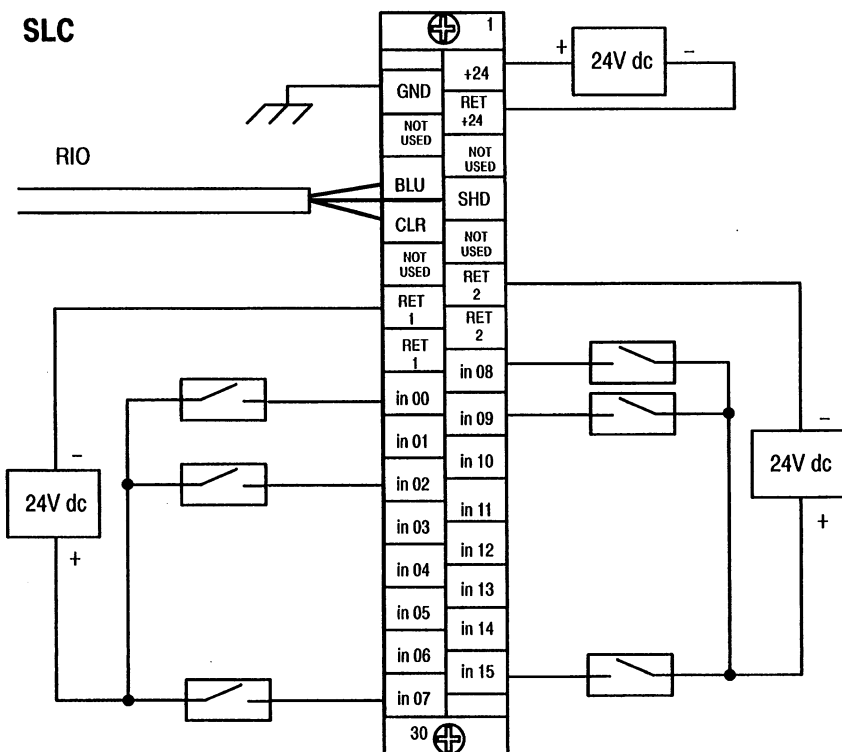 SLC
1
+ 24V dc −
+24
GND
RET
+24
NOT
USED
NOT
USED
RIO
BLU
SHD
CLR
NOT
USED
NOT
USED
RET
2
RET
1
RET
2
RET
1
in 08
in 00
in 09
in 01
in 10
in 02
in 11
in 03
in 12
in 04
in 13
in 05
in 14
in 06
in 15
in 07
30
−
24V dc
+
−
24V dc
+